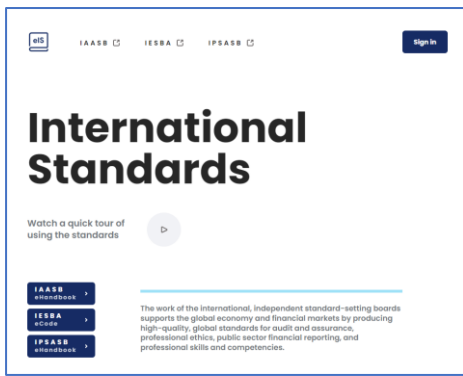 eIS
IAASB
IESBA
IPSASB
Sign in
International
Standards
Watch a quick tour of
using the standards
IAASB
eHandbook
IESBA
eCode
IPSASB
eHandbook
The work of the international, independent standard-setting boards
supports the global economy and financial markets by producing
high-quality, global standards for audit and assurance,
professional ethics, public sector financial reporting, and
professional skills and competencies.